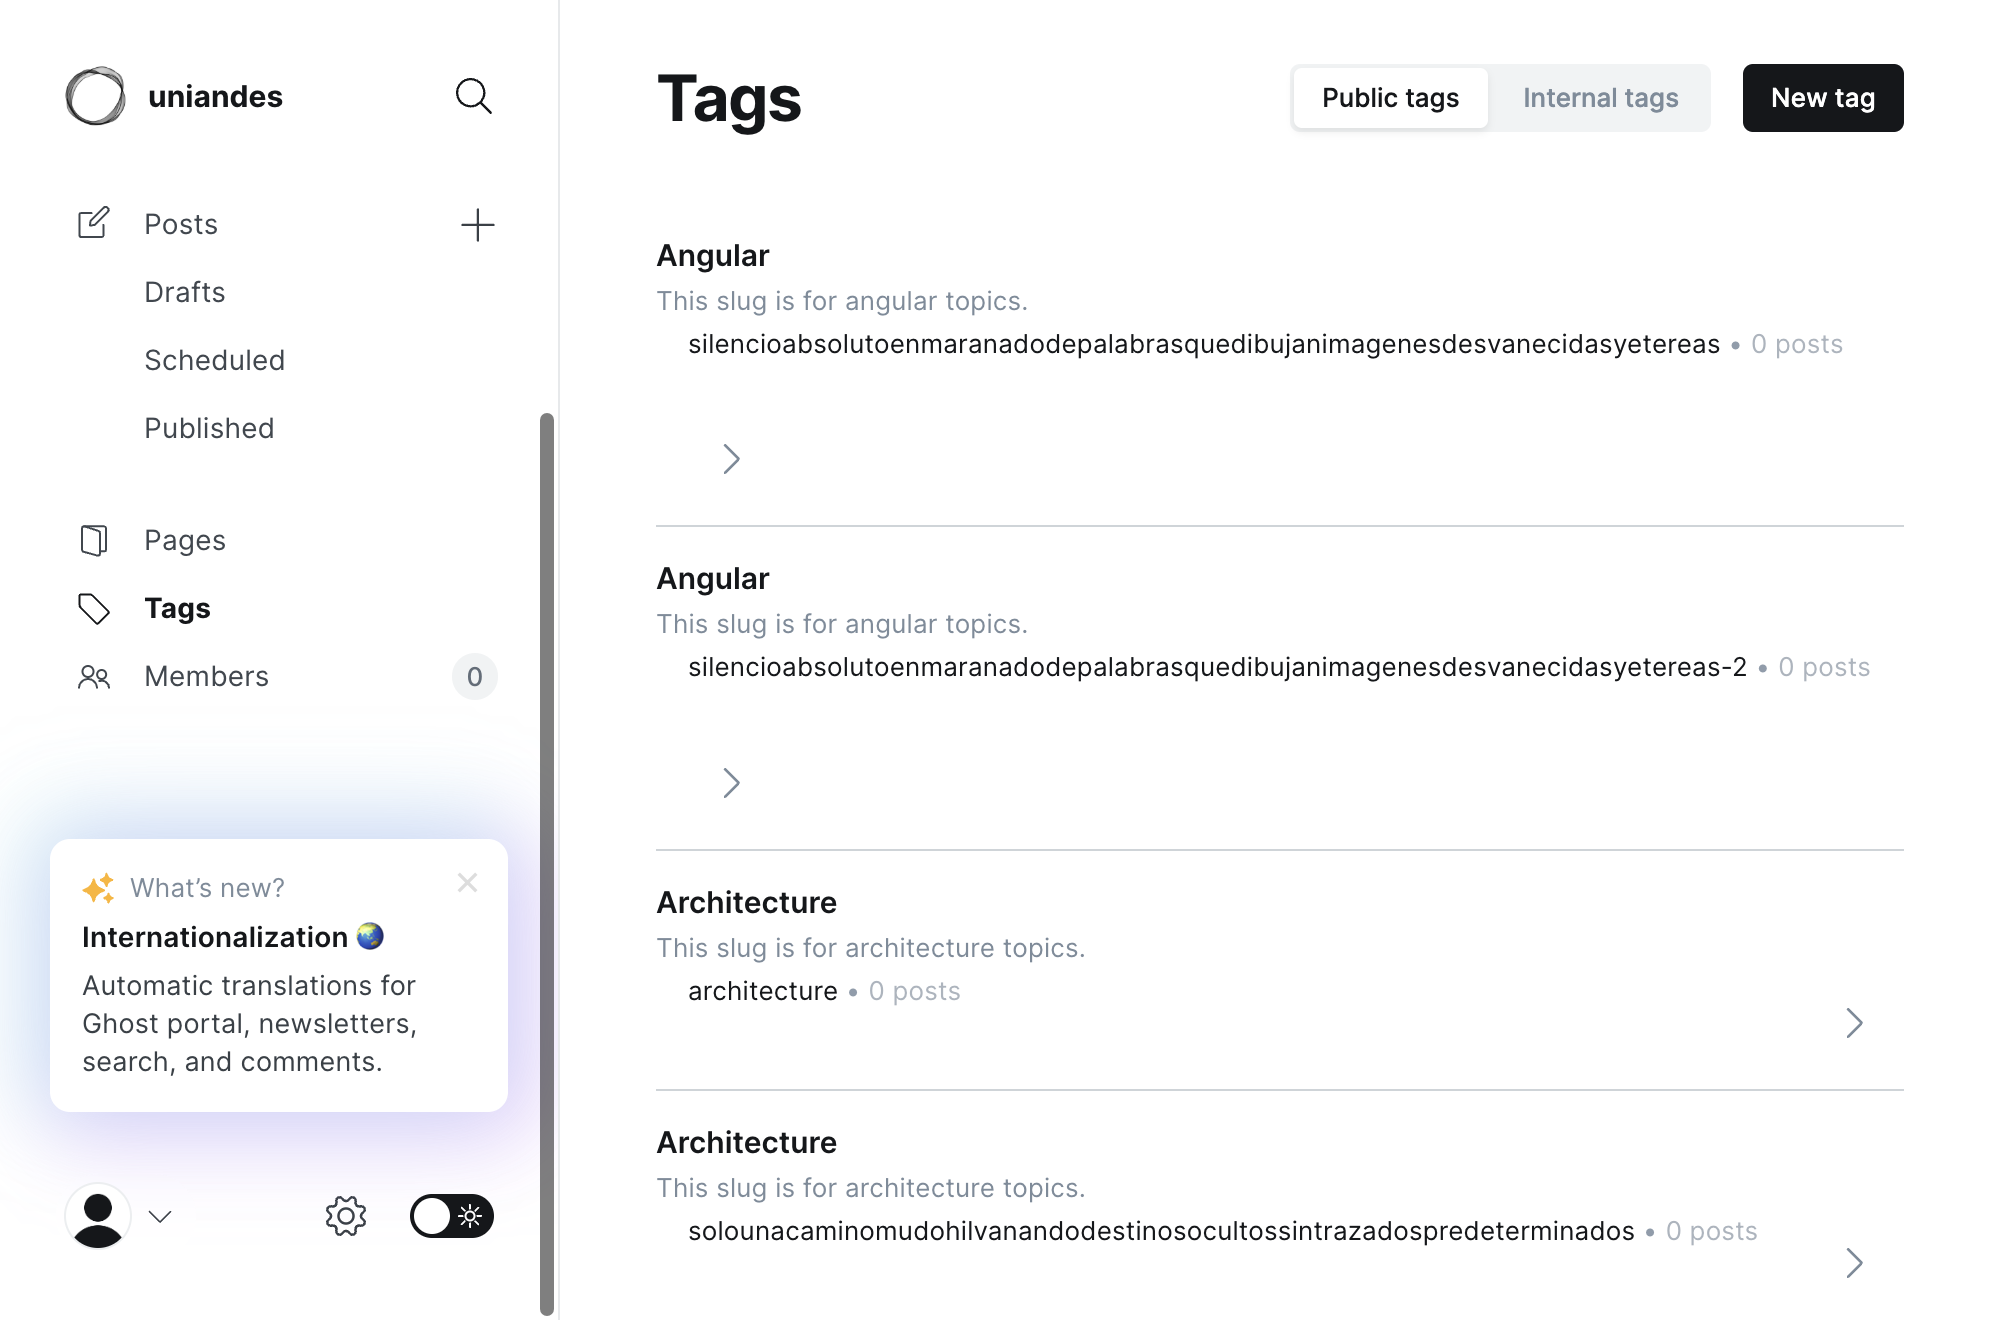 uniandes
Posts
Drafts
Scheduled
Published
Pages
Tags
Members 0
What’s new?
Internationalization
Automatic translations for
Ghost portal, newsletters,
search, and comments.
Tags
Public tags Internal tags New tag
Angular
This slug is for angular topics.
silencioabsolutoenmaranadodepalabrasquedibujanimagenesdesvanecidasyetereas • 0 posts
Angular
This slug is for angular topics.
silencioabsolutoenmaranadodepalabrasquedibujanimagenesdesvanecidasyetereas-2 • 0 posts
Architecture
This slug is for architecture topics.
architecture • 0 posts
Architecture
This slug is for architecture topics.
solounacaminomudohilvanandodestinosocultossintrazadospredeterminados • 0 posts